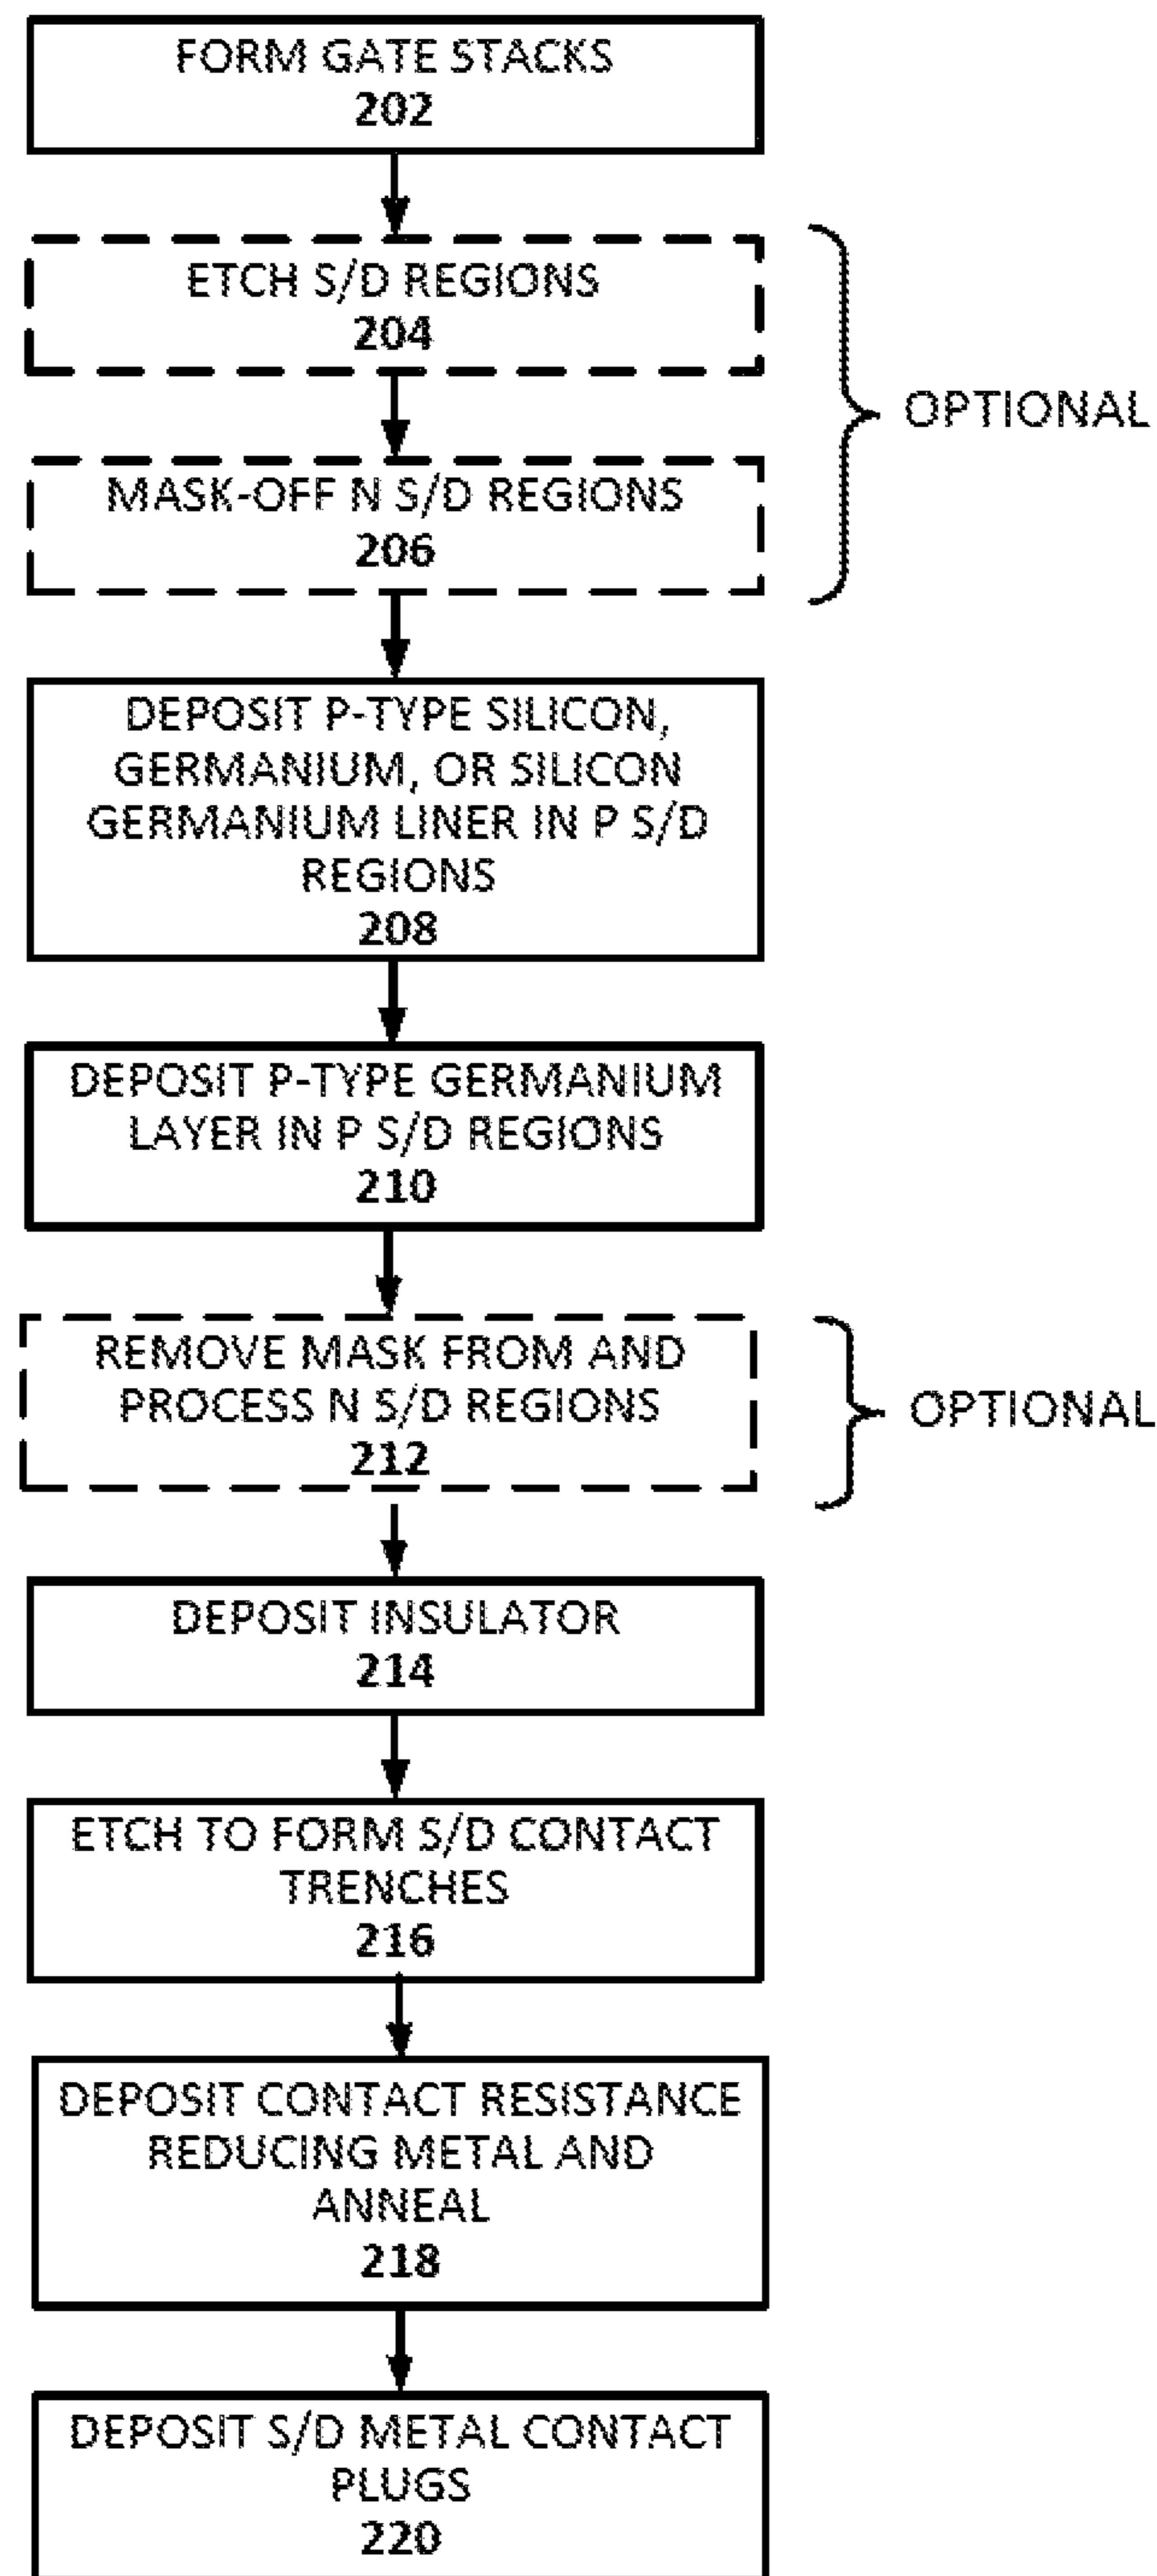 FORM GATE STACKS
202
ETCH S/D REGIONS
204
OPTIONAL
MASK-OFF N S/D REGIONS
206
DEPOSIT P-TYPE SILICON,
GERMANIUM, OR SILICON
GERMANIUM LINER IN P S/D
REGIONS
208
DEPOSIT P-TYPE GERMANIUM
LAYER IN P S/D REGIONS
210
REMOVE MASK FROM AND
PROCESS N S/D REGIONS
212
OPTIONAL
DEPOSIT INSULATOR
214
ETCH TO FORM S/D CONTACT
TRENCHES
216
DEPOSIT CONTACT RESISTANCE
REDUCING METAL AND
ANNEAL
218
DEPOSIT S/D METAL CONTACT
PLUGS
220